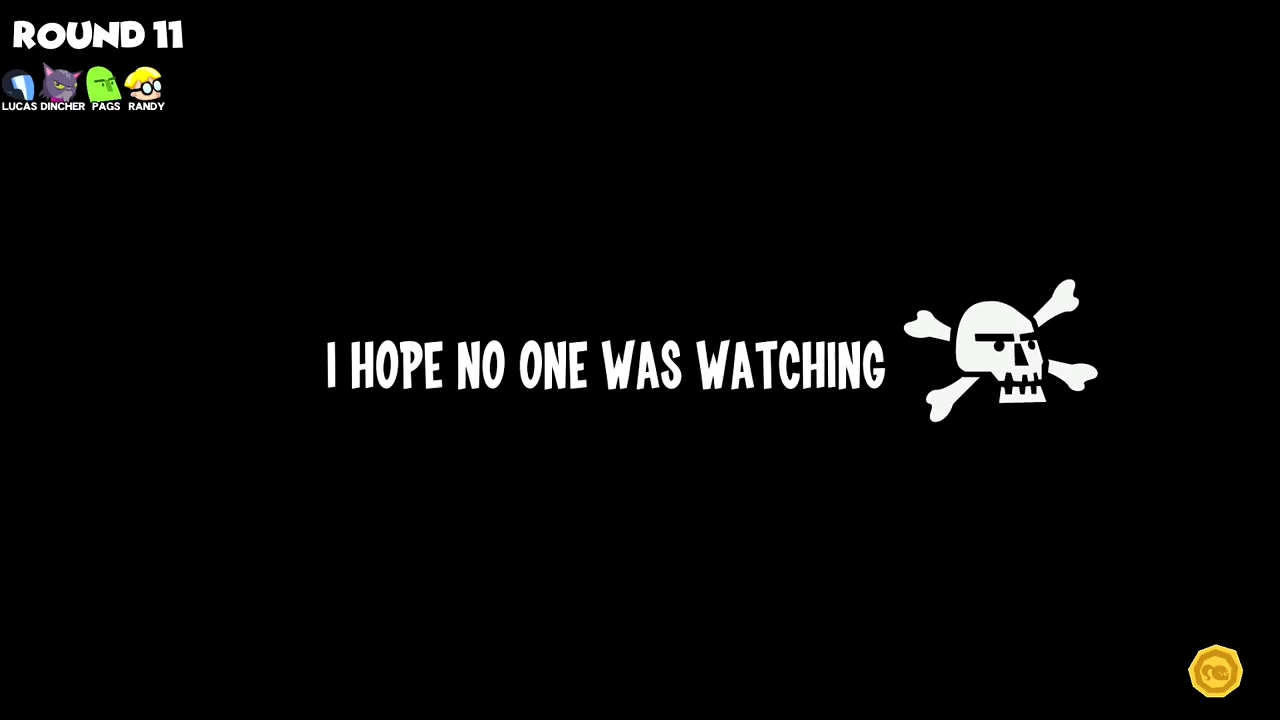 ROUND 11
LUCAS DINCHER PAGS RANDY
I HOPE NO ONE WAS WATCHING